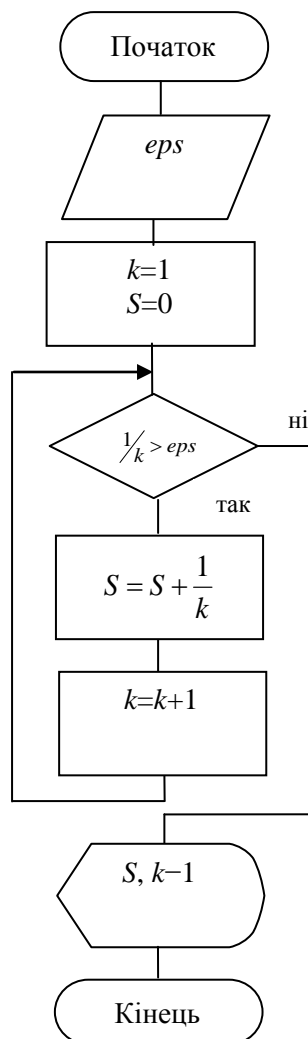 Початок
eps
k=1
S=0
1/k > eps
ні
так
S = S + 1/k
k=k+1
S, k−1
Кінець